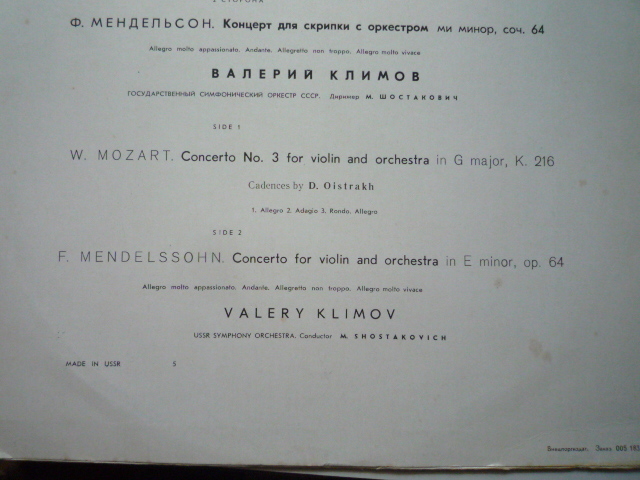 2 СТОРОНА
Ф. МЕНДЕЛЬСОН. Концерт для скрипки с оркестром ми минор, соч. 64
Allegro molto appassionato. Andante. Allegretto non troppo. Allegro molto vivace
ВАЛЕРИЙ КЛИМОВ
ГОСУДАРСТВЕННЫЙ СИМФОНИЧЕСКИЙ ОРКЕСТР СССР. Дирижер М. ШОСТАКОВИЧ
SIDE 1
W. MOZART. Concerto No. 3 for violin and orchestra in G major, K. 216
Cadences by D. Oistrakh
1. Allegro 2. Adagio 3. Rondo. Allegro
SIDE 2
F. MENDELSSOHN. Concerto for violin and orchestra in E minor, op. 64
Allegro molto appassionato. Andante. Allegretto non troppo. Allegro molto vivace
VALERY KLIMOV
USSR SYMPHONY ORCHESTRA. Conductor M. SHOSTAKOVICH
MADE IN USSR 5
Внешторгиздат. Заказ 005